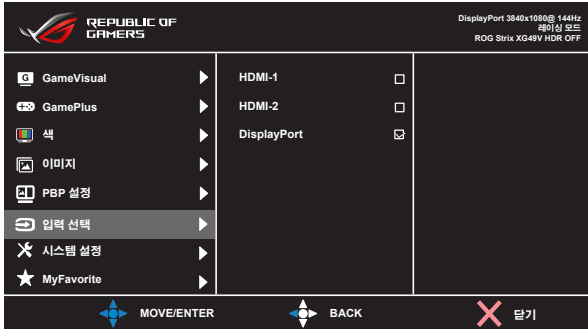 REPUBLIC OF
GAMERS
DisplayPort 3840x1080@ 144Hz
레이싱 모드
ROG Strix XG49V HDR OFF
G GameVisual
GamePlus
색
이미지
PBP 설정
입력 선택
시스템 설정
MyFavorite
HDMI-1
HDMI-2
DisplayPort
MOVE/ENTER
BACK
닫기